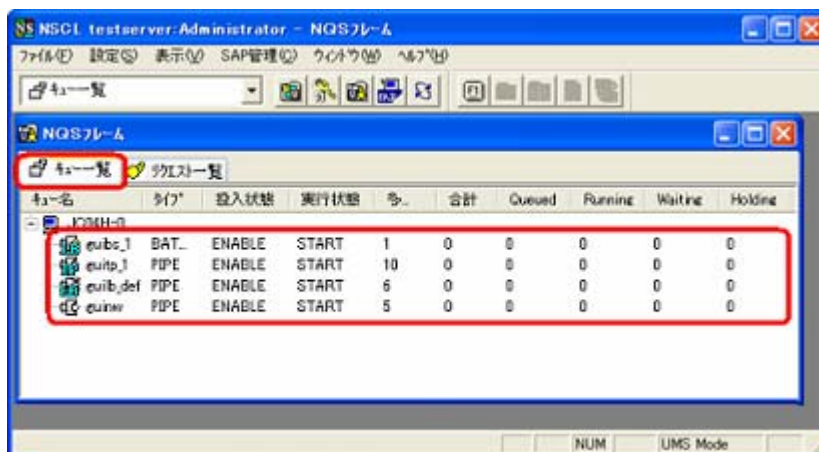 NSCL testserver:Administrator - NQSフレーム
ファイル(F) 設定(S) 表示(V) SAP管理(C) ウィンドウ(W) ヘルプ(H)
キュー一覧
NQSフレーム
キュー一覧 リクエスト一覧
キュー名 タイプ 投入状態 実行状態 多... 合計 Queued Running Waiting Holding
BAT... ENABLE START 1 0 0 0 0 0
PIPE ENABLE START 10 0 0 0 0 0
PIPE ENABLE START 6 0 0 0 0 0
PIPE ENABLE START 5 0 0 0 0 0
NUM UMS Mode